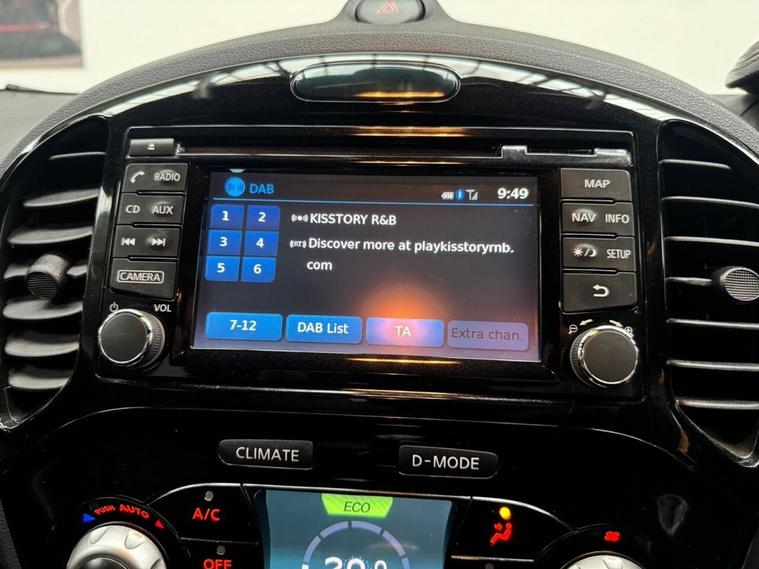 DAB 9:49
RADIO MAP
CD AUX NAV INFO
SETUP
CAMERA
VOL
1 2 KISSTORY R&B
3 4 Discover more at playkisstoryrnb.
5 6 com
7-12 DAB List TA Extra chan.
CLIMATE D-MODE
AUTO
A/C ECO
OFF